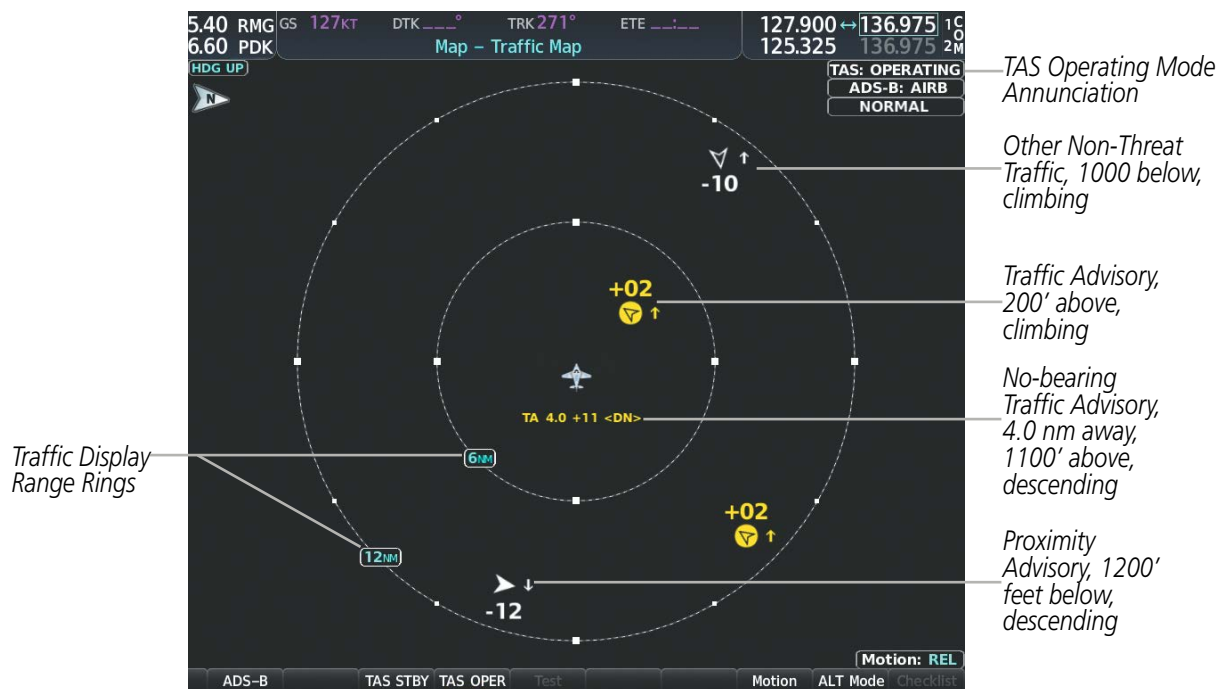 5.40 RMG GS 127KT DTK ___° TRK 271° ETE __:__ 127.900 ↔ 136.975 1 C
6.60 PDK Map – Traffic Map 125.325 136.975 2 O M
HDG UP
N
TAS: OPERATING
ADS-B: AIRB
NORMAL
TAS Operating Mode
Annunciation
-10
Other Non-Threat
Traffic, 1000 below,
climbing
+02
Traffic Advisory,
200’ above,
climbing
TA 4.0 +11 <DN>
No-bearing
Traffic Advisory,
4.0 nm away,
1100’ above,
descending
6NM
Traffic Display
Range Rings
+02
12NM
-12
Proximity
Advisory, 1200’
feet below,
descending
Motion: REL
ADS–B TAS STBY TAS OPER Test Motion ALT Mode Checklist